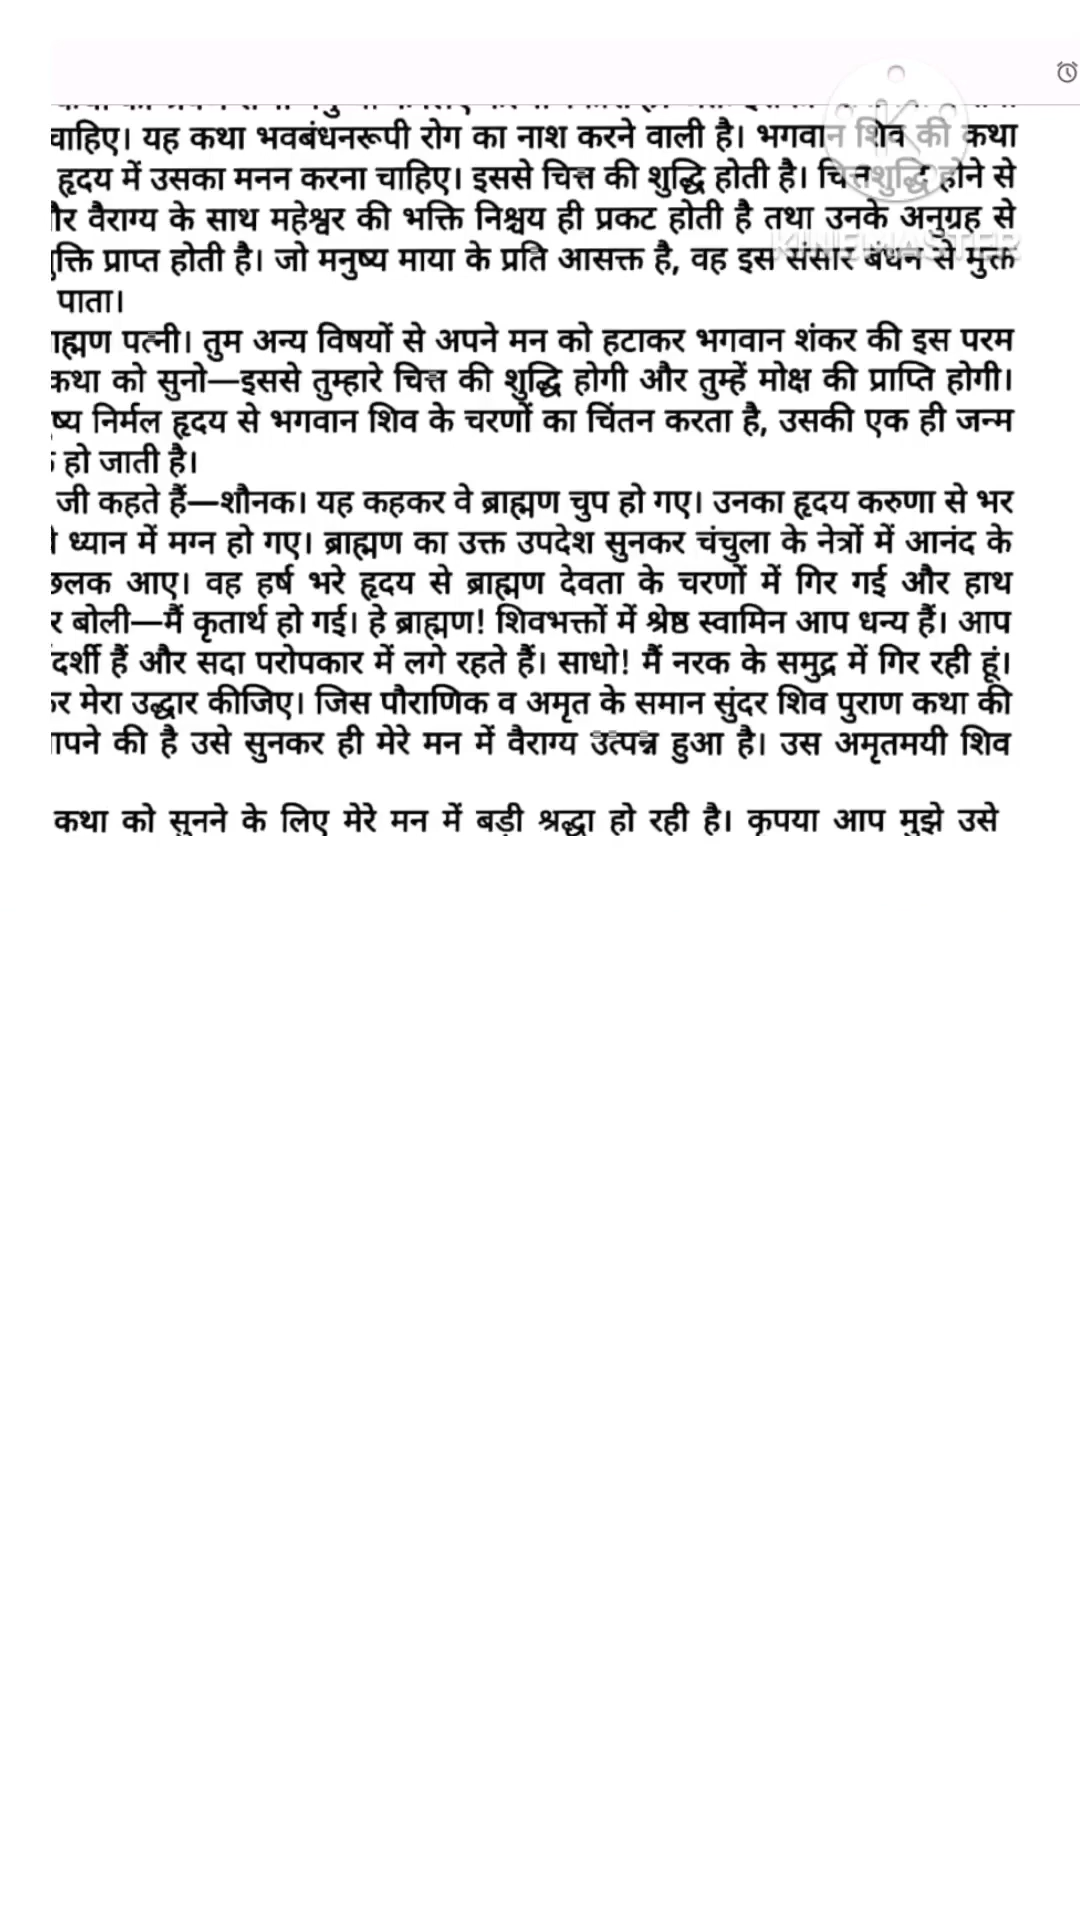 वाहिए। यह कथा भवबंधनरूपी रोग का नाश करने वाली है। भगवान शिव की कथा
हृदय में उसका मनन करना चाहिए। इससे चित्त की शुद्धि होती है। चित्तशुद्धि होने से
वैराग्य के साथ महेश्वर की भक्ति निश्चय ही प्रकट होती है तथा उनके अनुग्रह से
प्राप्त होती है। जो मनुष्य माया के प्रति आसक्त है, वह इस संसार बंधन से मुक्त
KINEMASTER
पाता।
पत्नी। तुम अन्य विषयों से अपने मन को हटाकर भगवान शंकर की इस परम
कथा को सुनो—इससे तुम्हारे चित्त की शुद्धि होगी और तुम्हें मोक्ष की प्राप्ति होगी।
निर्मल हृदय से भगवान शिव के चरणों का चिंतन करता है, उसकी एक ही जन्म
हो जाती है।
जी कहते हैं—शौनक। यह कहकर वे ब्राह्मण चुप हो गए। उनका हृदय करुणा से भर
ध्यान में मग्न हो गए। ब्राह्मण का उक्त उपदेश सुनकर चंचुला के नेत्रों में आनंद के
आए। वह हर्ष भरे हृदय से ब्राह्मण देवता के चरणों में गिर गई और हाथ
बोली—मैं कृतार्थ हो गई। हे ब्राह्मण! शिवभक्तों में श्रेष्ठ स्वामिन आप धन्य हैं। आप
दर्शी हैं और सदा परोपकार में लगे रहते हैं। साधो! मैं नरक के समुद्र में गिर रही हूं।
मेरा उद्धार कीजिए। जिस पौराणिक व अमृत के समान सुंदर शिव पुराण कथा की
की है उसे सुनकर ही मेरे मन में वैराग्य उत्पन्न हुआ है। उस अमृतमयी शिव
कथा को सुनने के लिए मेरे मन में बड़ी श्रद्धा हो रही है। कृपया आप मुझे उसे